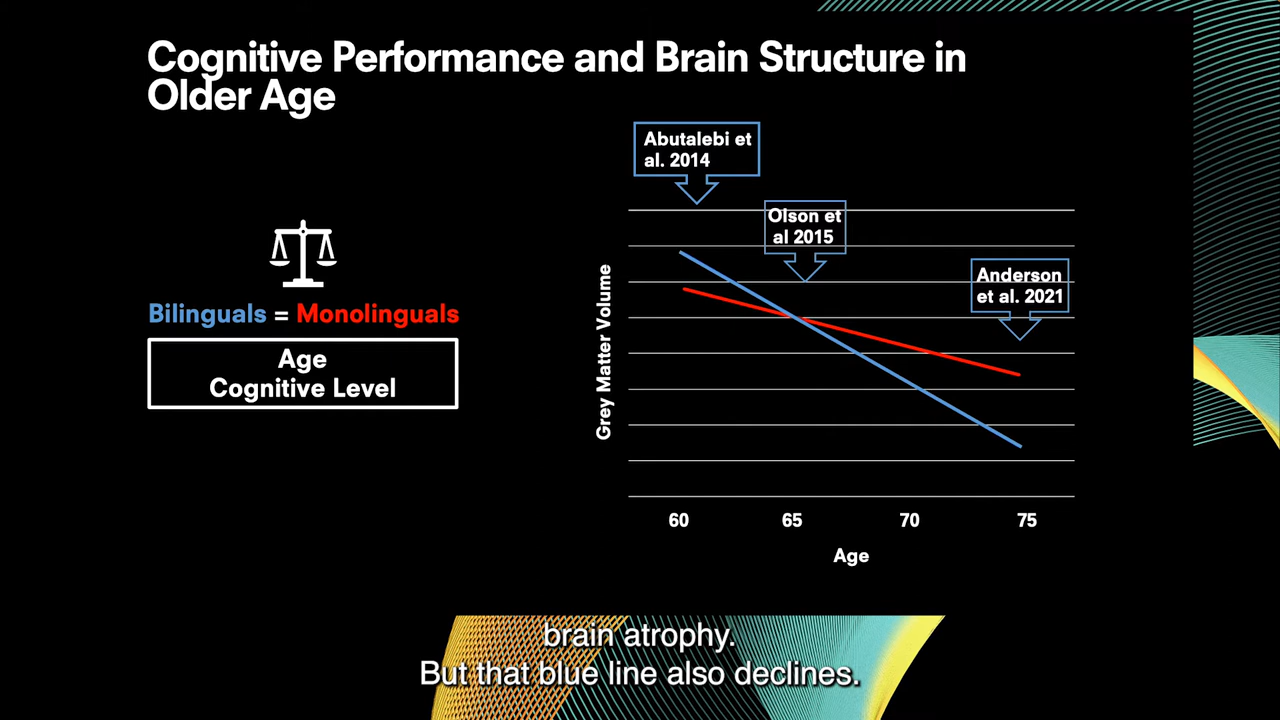 Cognitive Performance and Brain Structure in
Older Age
Bilinguals = Monolinguals
Age
Cognitive Level
Abutalebi et
al. 2014
Olson et
al 2015
Anderson
et al. 2021
Grey Matter Volume
60 65 70 75
Age
brain atrophy.
But that blue line also declines.